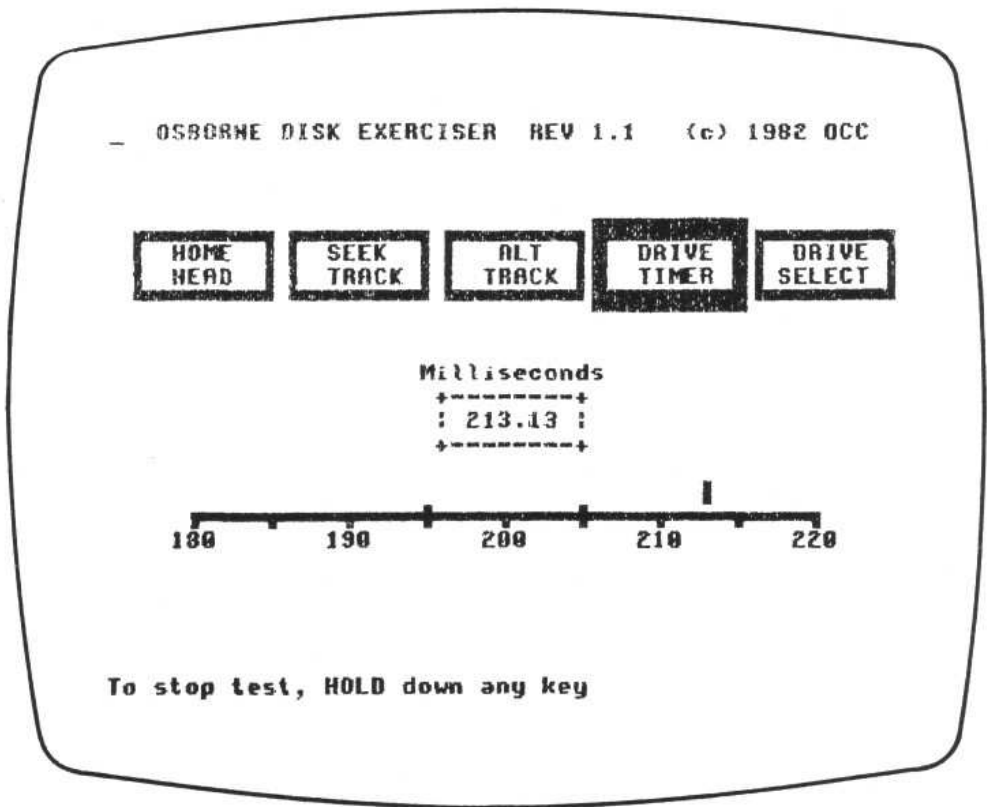 _ OSBORNE DISK EXERCISER REV 1.1 (c) 1982 OCC
HOME HEAD
SEEK TRACK
ALT TRACK
DRIVE TIMER
DRIVE SELECT
Milliseconds
213.13
180 190 200 210 220
To stop test, HOLD down any key